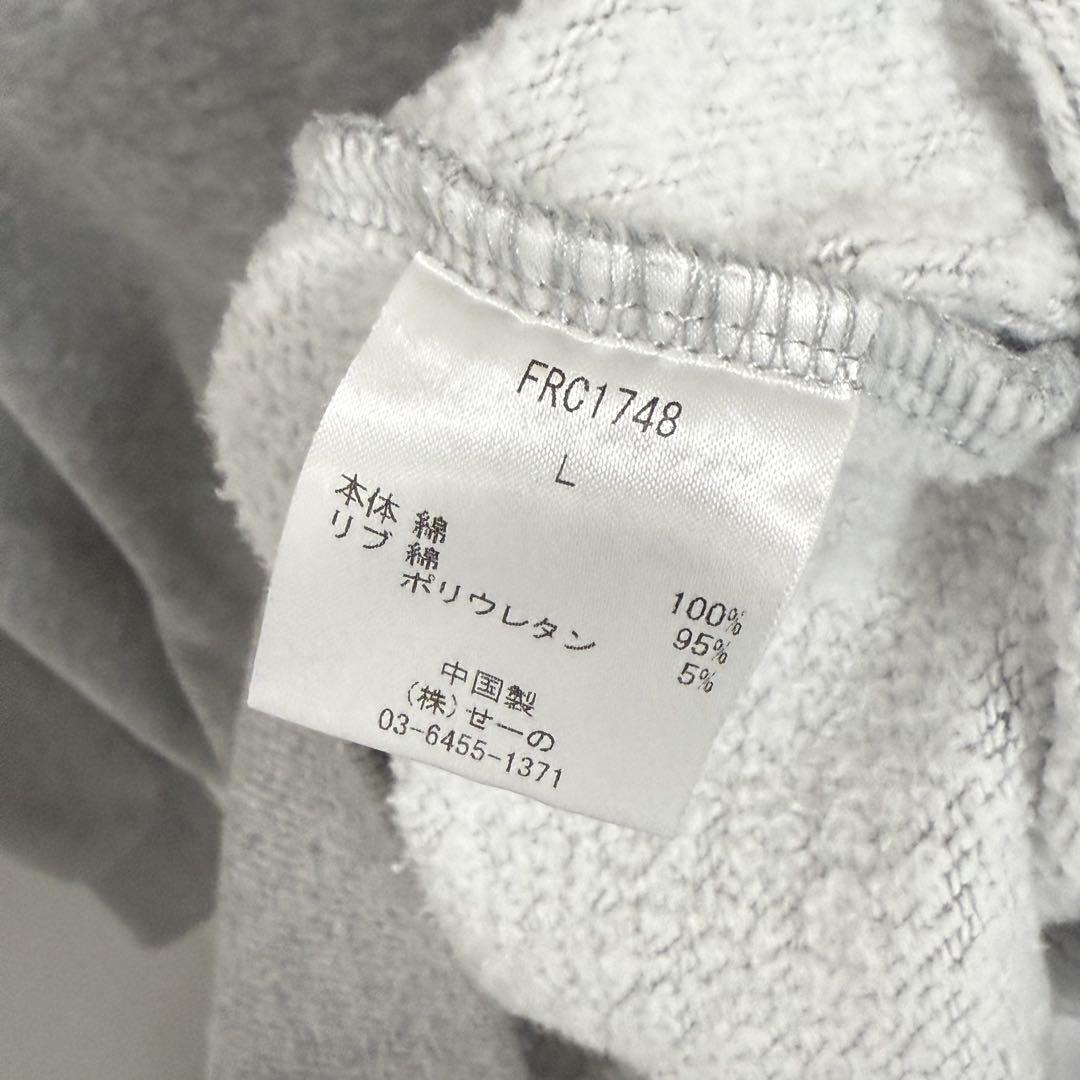 FRC1748
L
本体 綿 100%
リブ 綿 95%
ポリウレタン 5%
中国製
(株)せーの
03-6455-1371